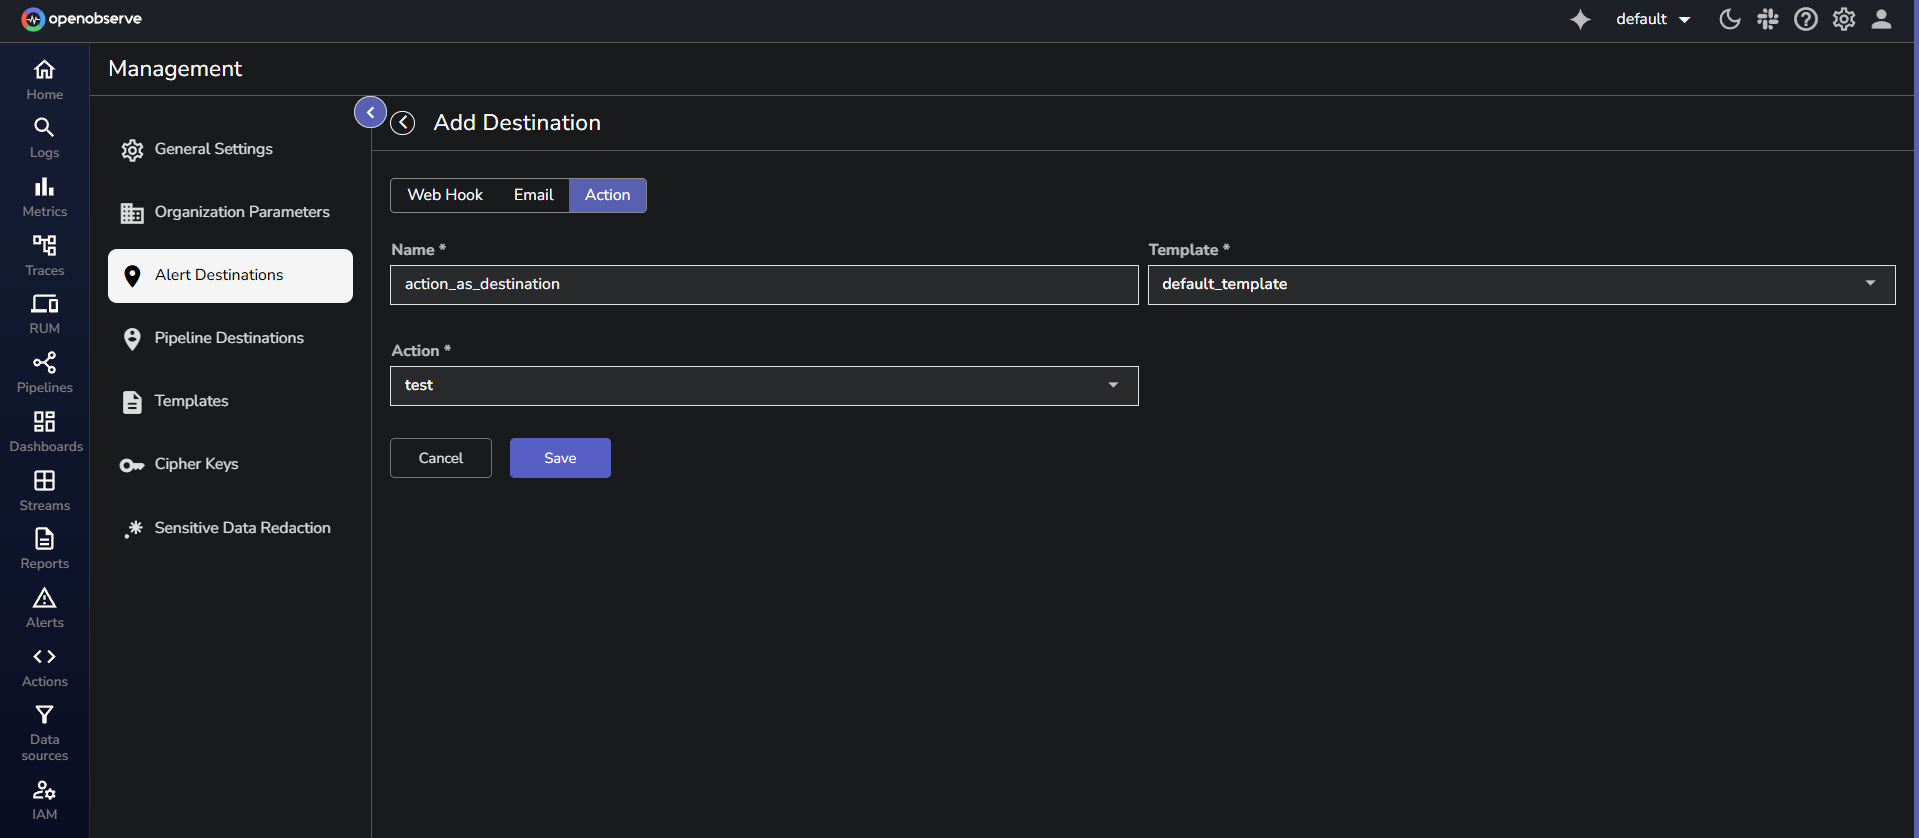 openobserve
default
Home
Logs
Metrics
Traces
RUM
Pipelines
Dashboards
Streams
Reports
Alerts
Actions
Data
sources
IAM
Management
General Settings
Organization Parameters
Alert Destinations
Pipeline Destinations
Templates
Cipher Keys
Sensitive Data Redaction
Add Destination
Web Hook Email Action
Name * Template *
action_as_destination default_template
Action *
test
Cancel Save